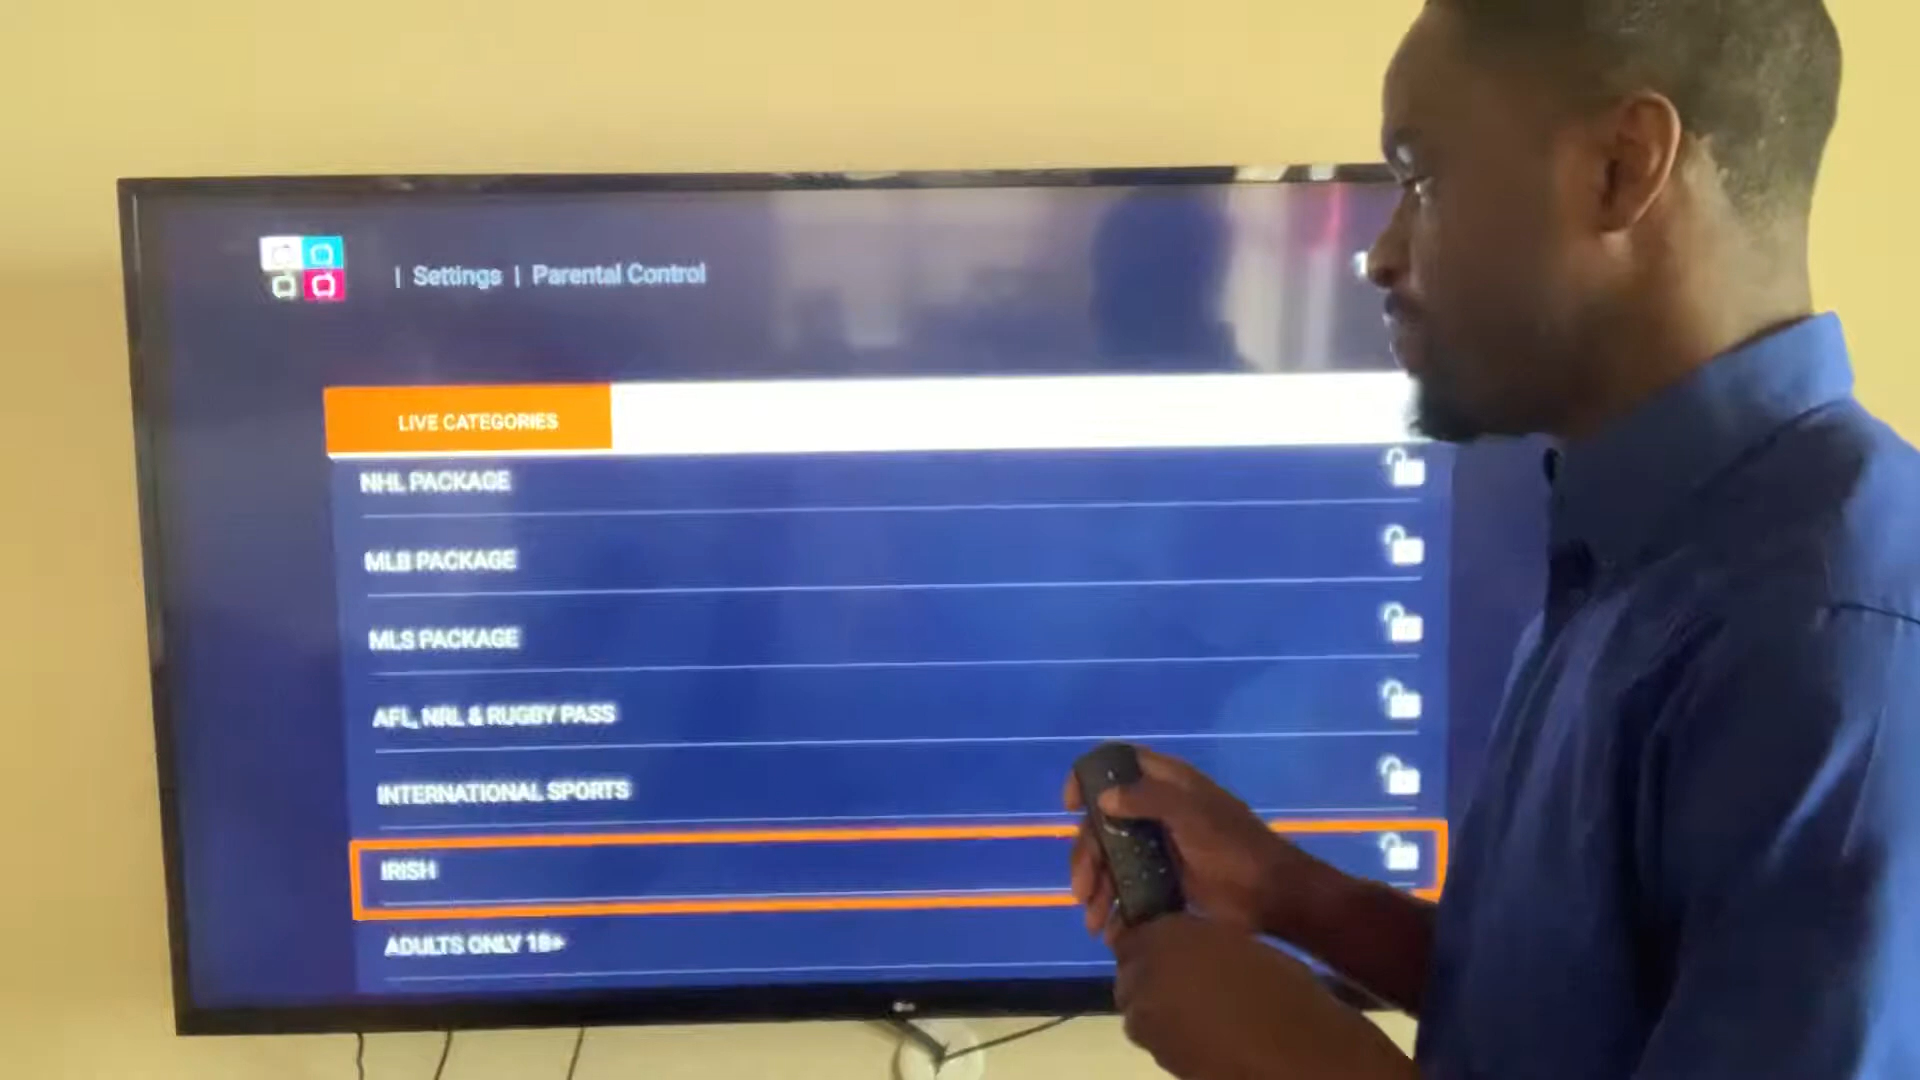 | Settings | Parental Control
LIVE CATEGORIES
NHL PACKAGE
MLB PACKAGE
MLS PACKAGE
AFL, NRL & RUGBY PASS
INTERNATIONAL SPORTS
IRISH
ADULTS ONLY 18+